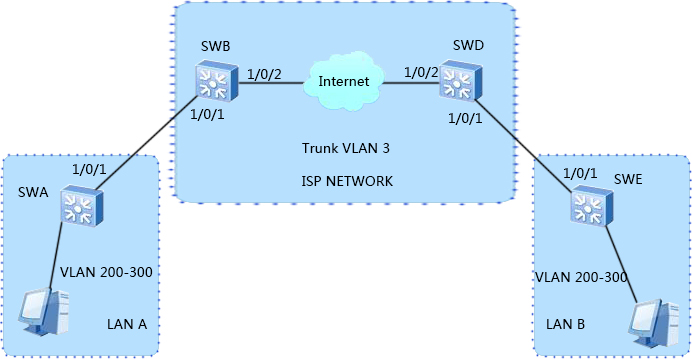 SWB
SWD
1/0/2
Internet
1/0/2
1/0/1
1/0/1
Trunk VLAN 3
ISP NETWORK
1/0/1
SWA
1/0/1
SWE
VLAN 200-300
VLAN 200-300
LAN A
LAN B